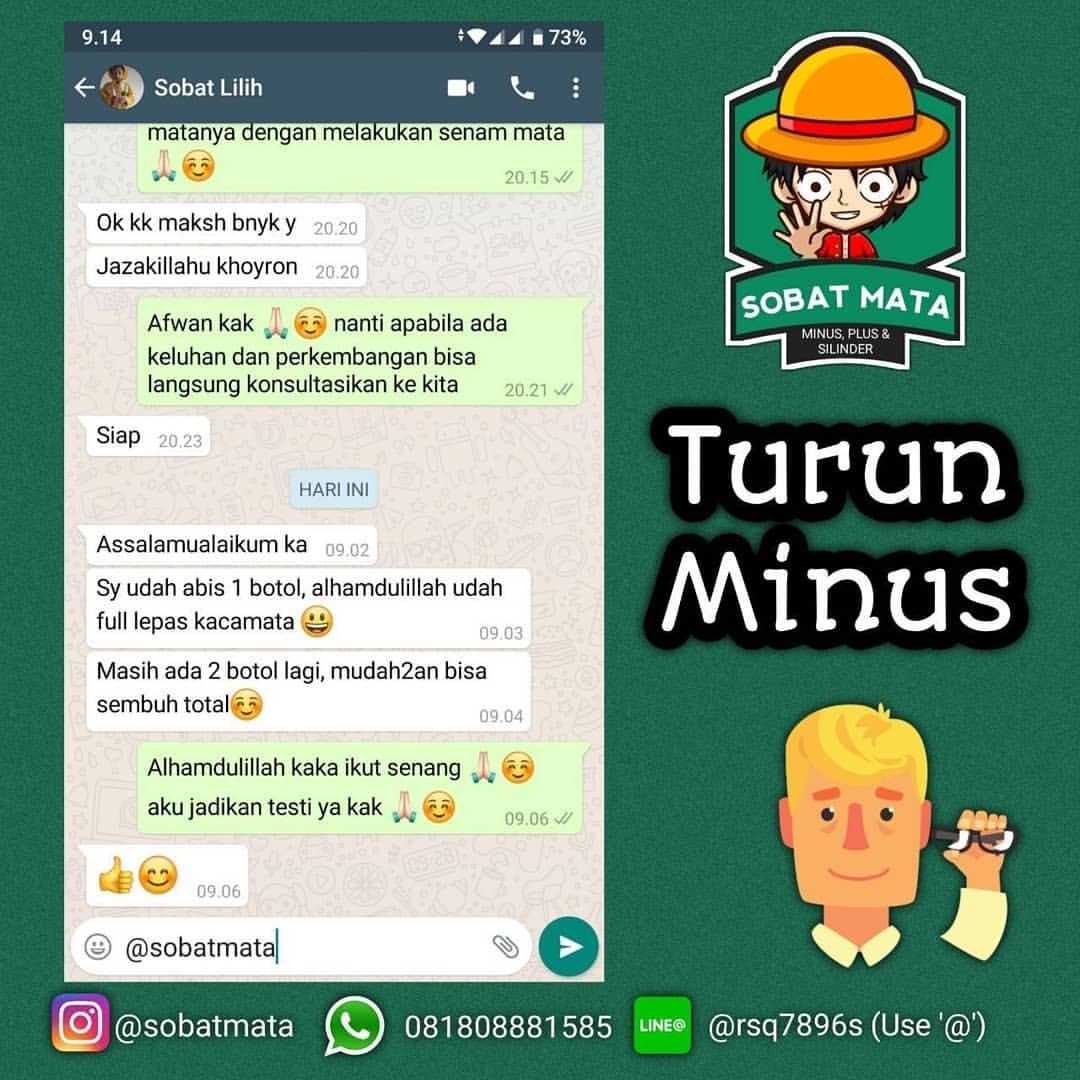 9.14
73%
Sobat Lilih
matanya dengan melakukan senam mata
🙏🏻☺️
20.15
Ok kk maksh bnyk y 20.20
Jazakillahu khoyron 20.20
Afwan kak 🙏🏻☺️ nanti apabila ada
keluhan dan perkembangan bisa
langsung konsultasikan ke kita 20.21
Siap 20.23
HARI INI
Assalamualaikum ka 09.02
Sy udah abis 1 botol, alhamdulillah udah
full lepas kacamata 😃
09.03
Masih ada 2 botol lagi, mudah2an bisa
sembuh total☺️
09.04
Alhamdulillah kaka ikut senang 🙏🏻☺️
aku jadikan testi ya kak 🙏🏻☺️ 09.06
👍😊 09.06
@sobatmata
SOBAT MATA
MINUS, PLUS &
SILINDER
Turun
Minus
@sobatmata
081808881585
LINE@
@rsq7896s (Use '@')